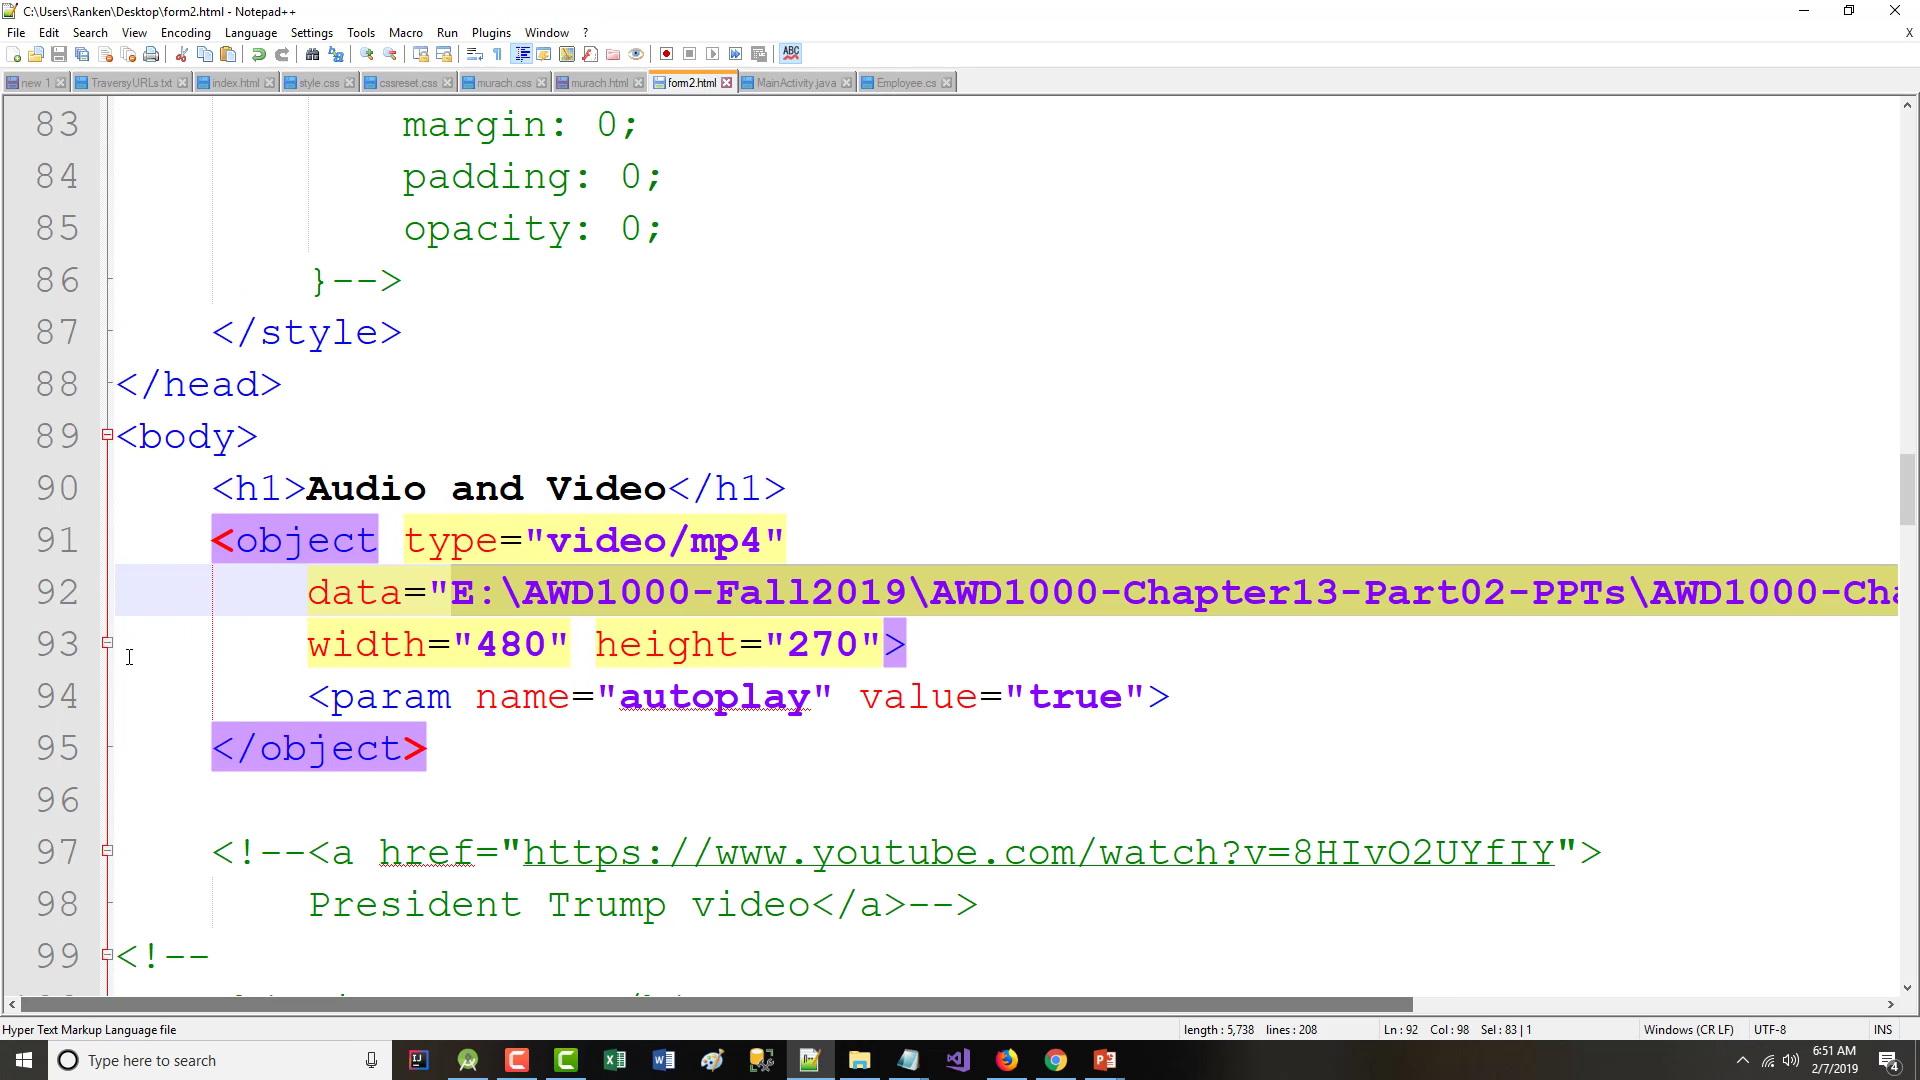 C:\Users\Ranken\Desktop\form2.html - Notepad++
File Edit Search View Encoding Language Settings Tools Macro Run Plugins Window ? X
ABC
new 1 TraversyURLs.txt index.html style.css cssreset.css murach.css murach.html form2.html MainActivity.java Employee.cs
83 margin: 0;
84 padding: 0;
85 opacity: 0;
86 }-->
87 </style>
88 </head>
89 <body>
90 <h1>Audio and Video</h1>
91 <object type="video/mp4"
92 data="E:\AWD1000-Fall2019\AWD1000-Chapter13-Part02-PPTs\AWD1000-Cha
93 width="480" height="270">
94 <param name="autoplay" value="true">
95 </object>
96
97 <!--<a href="https://www.youtube.com/watch?v=8HIvO2UYfIY">
98 President Trump video</a>-->
99 <!--
Hyper Text Markup Language file length : 5,738 lines : 208 Ln : 92 Col : 98 Sel : 83 | 1 Windows (CR LF) UTF-8 INS
Type here to search
6:51 AM
2/7/2019
4